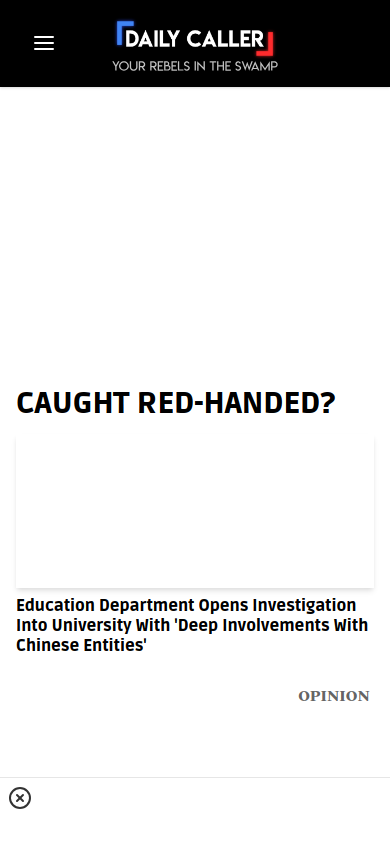 DAILY CALLER
YOUR REBELS IN THE SWAMP
CAUGHT RED-HANDED?
Education Department Opens Investigation
Into University With 'Deep Involvements With
Chinese Entities'
OPINION